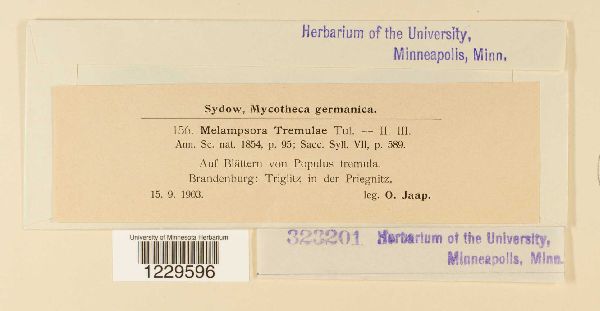 Herbarium of the University,
Minneapolis, Minn.
Sydow, Mycotheca germanica.
156. Melampsora Tremulae Tul. — II III.
Ann. Sc. nat. 1854, p. 95; Sacc. Syll. VII, p. 589.
Auf Blättern von Populus tremula.
Brandenburg: Triglitz in der Priegnitz,
15. 9. 1903. leg. O. Jaap.
University of Minnesota Herbarium
1229596
323201 Herbarium of the University,
Minneapolis, Minn.